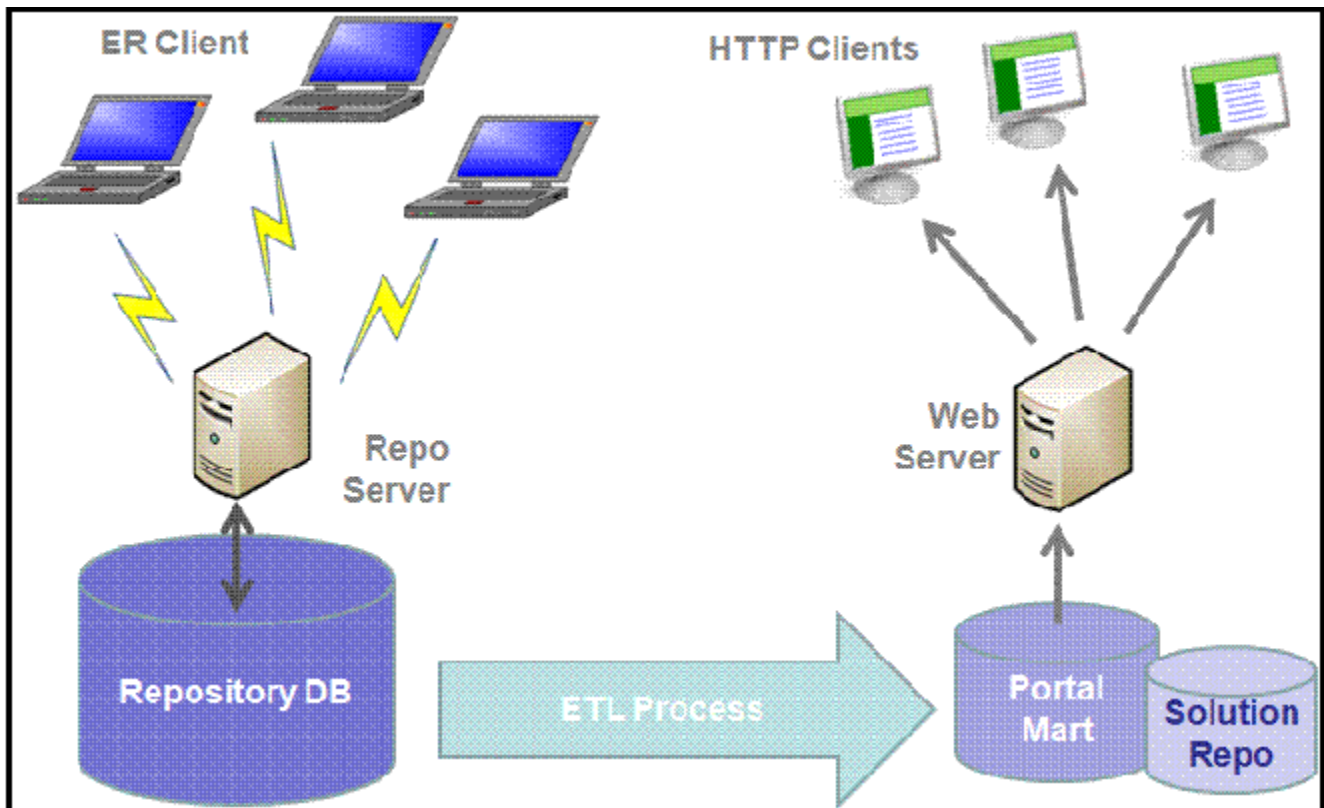 ER Client
HTTP Clients
Repo
Server
Web
Server
Repository DB
ETL Process
Portal
Mart
Solution
Repo